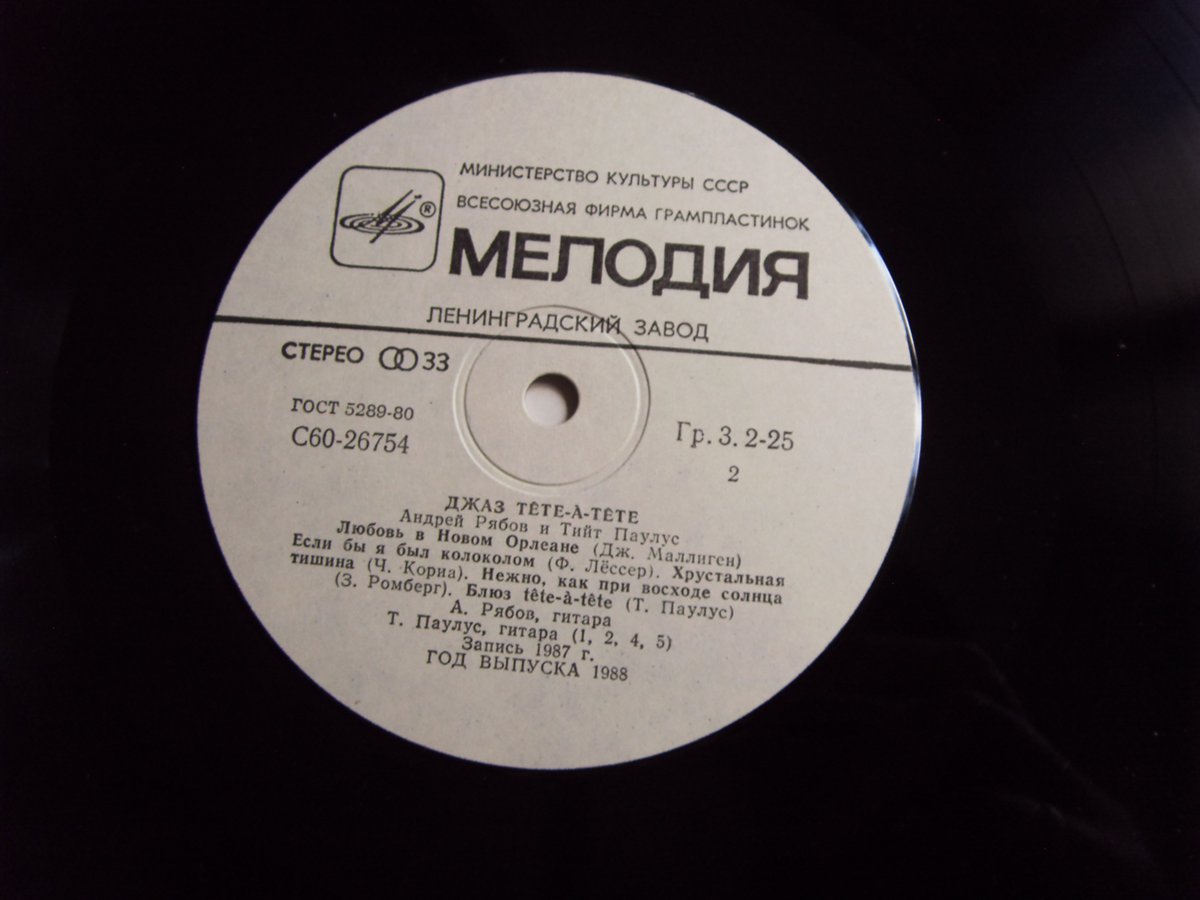 МИНИСТЕРСТВО КУЛЬТУРЫ СССР
ВСЕСОЮЗНАЯ ФИРМА ГРАМПЛАСТИНОК
®
МЕЛОДИЯ
ЛЕНИНГРАДСКИЙ ЗАВОД
СТЕРЕО 33
ГОСТ 5289-80
С60-26754
Гр. 3. 2-25
2
ДЖАЗ TÊTE-À-TÊTE
Андрей Рябов и Тийт Паулус
Любовь в Новом Орлеане (Дж. Маллиген)
Если бы я был колоколом (Ф. Лёссер). Хрустальная
тишина (Ч. Кориа). Нежно, как при восходе солнца
(З. Ромберг). Блюз tête-à-tête (Т. Паулус)
А. Рябов, гитара
Т. Паулус, гитара (1, 2, 4, 5)
Запись 1987 г.
ГОД ВЫПУСКА 1988